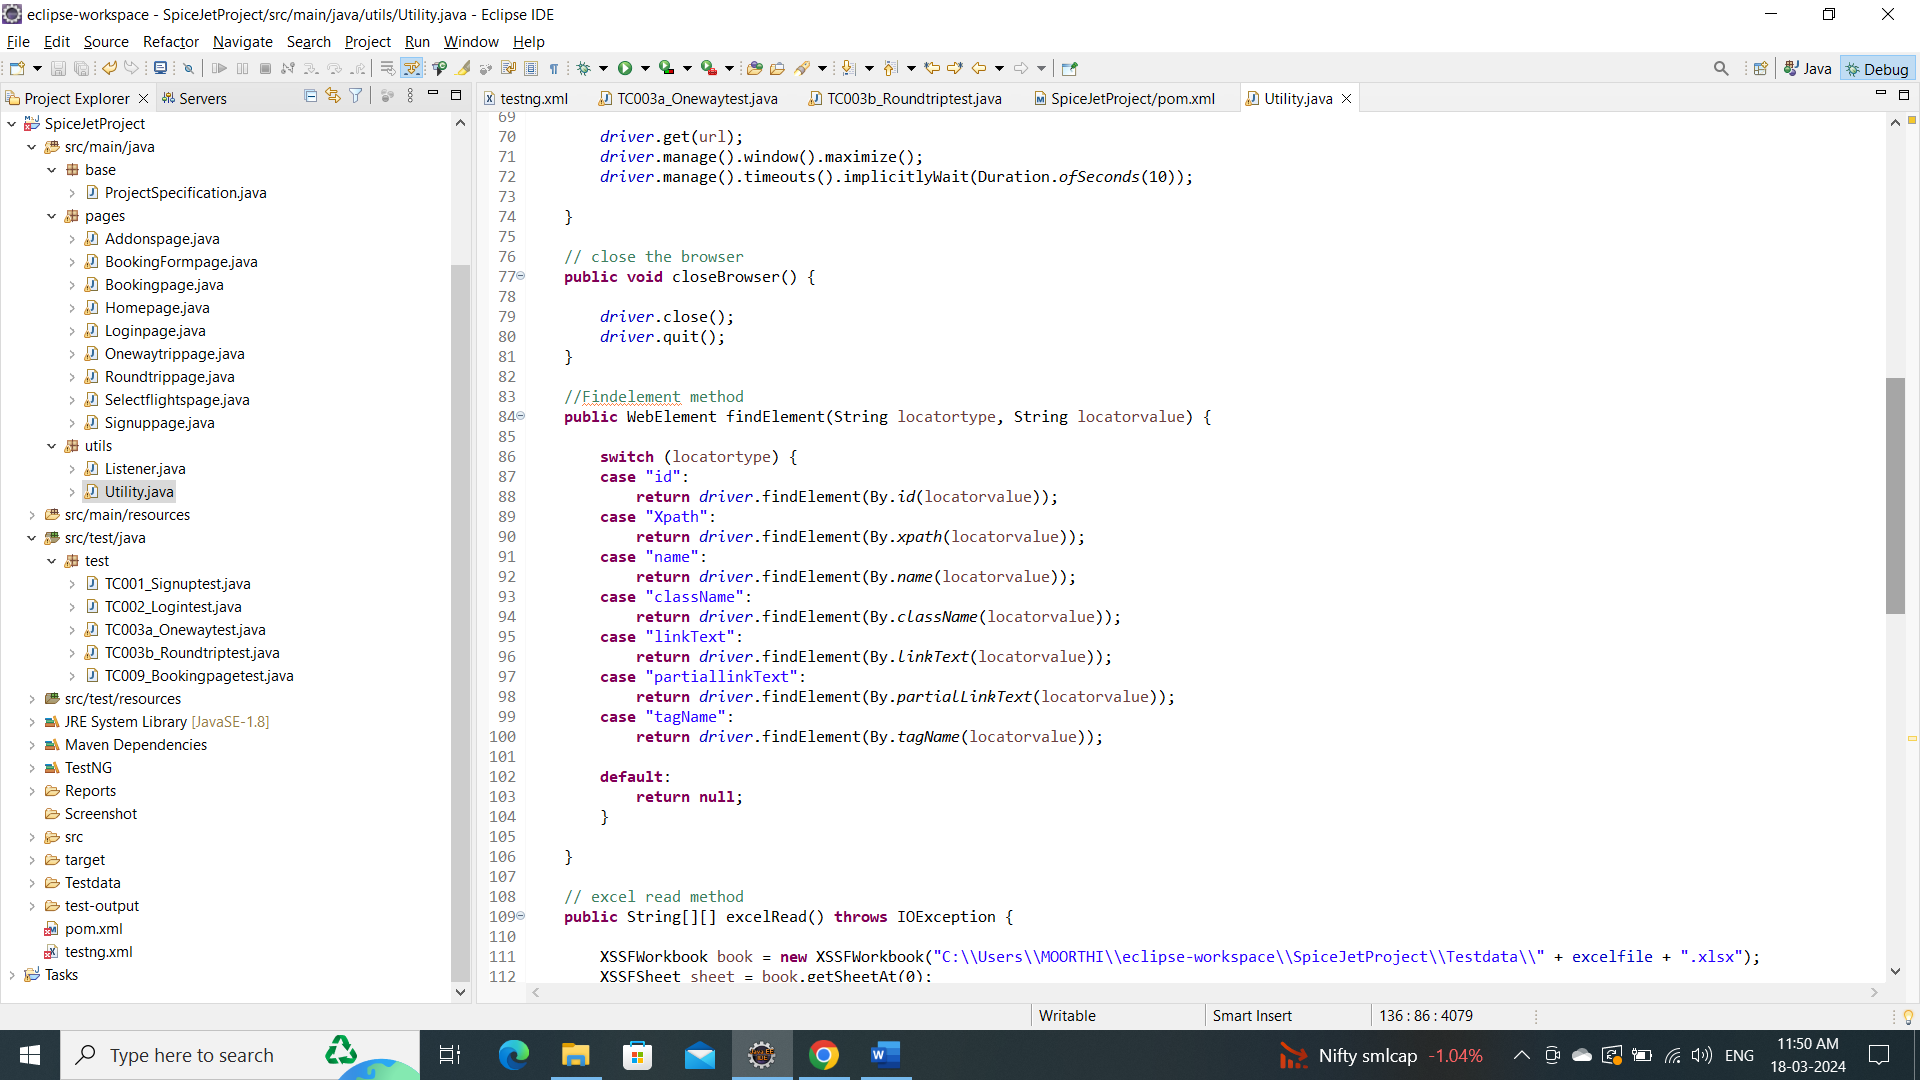 eclipse-workspace - SpiceJetProject/src/main/java/utils/Utility.java - Eclipse IDE
File Edit Source Refactor Navigate Search Project Run Window Help
Java Debug
Project Explorer Servers
testng.xml TC003a_Onewaytest.java TC003b_Roundtriptest.java SpiceJetProject/pom.xml Utility.java
SpiceJetProject
src/main/java
base
ProjectSpecification.java
pages
Addonspage.java
BookingFormpage.java
Bookingpage.java
Homepage.java
Loginpage.java
Onewaytrippage.java
Roundtrippage.java
Selectflightspage.java
Signuppage.java
utils
Listener.java
Utility.java
src/main/resources
src/test/java
test
TC001_Signuptest.java
TC002_Logintest.java
TC003a_Onewaytest.java
TC003b_Roundtriptest.java
TC009_Bookingpagetest.java
src/test/resources
JRE System Library [JavaSE-1.8]
Maven Dependencies
TestNG
Reports
Screenshot
src
target
Testdata
test-output
pom.xml
testng.xml
Tasks
69
70 driver.get(url);
71 driver.manage().window().maximize();
72 driver.manage().timeouts().implicitlyWait(Duration.ofSeconds(10));
73
74 }
75
76 // close the browser
77 public void closeBrowser() {
78
79 driver.close();
80 driver.quit();
81 }
82
83 //Findelement method
84 public WebElement findElement(String locatortype, String locatorvalue) {
85
86 switch (locatortype) {
87 case "id":
88 return driver.findElement(By.id(locatorvalue));
89 case "Xpath":
90 return driver.findElement(By.xpath(locatorvalue));
91 case "name":
92 return driver.findElement(By.name(locatorvalue));
93 case "className":
94 return driver.findElement(By.className(locatorvalue));
95 case "linkText":
96 return driver.findElement(By.linkText(locatorvalue));
97 case "partiallinkText":
98 return driver.findElement(By.partialLinkText(locatorvalue));
99 case "tagName":
100 return driver.findElement(By.tagName(locatorvalue));
101
102 default:
103 return null;
104 }
105
106 }
107
108 // excel read method
109 public String[][] excelRead() throws IOException {
110
111 XSSFWorkbook book = new XSSFWorkbook("C:\\Users\\MOORTHI\\eclipse-workspace\\SpiceJetProject\\Testdata\\" + excelfile + ".xlsx");
112 XSSFSheet sheet = book.getSheetAt(0);
Writable Smart Insert 136 : 86 : 4079
Type here to search
Nifty smlcap -1.04%
ENG
11:50 AM
18-03-2024